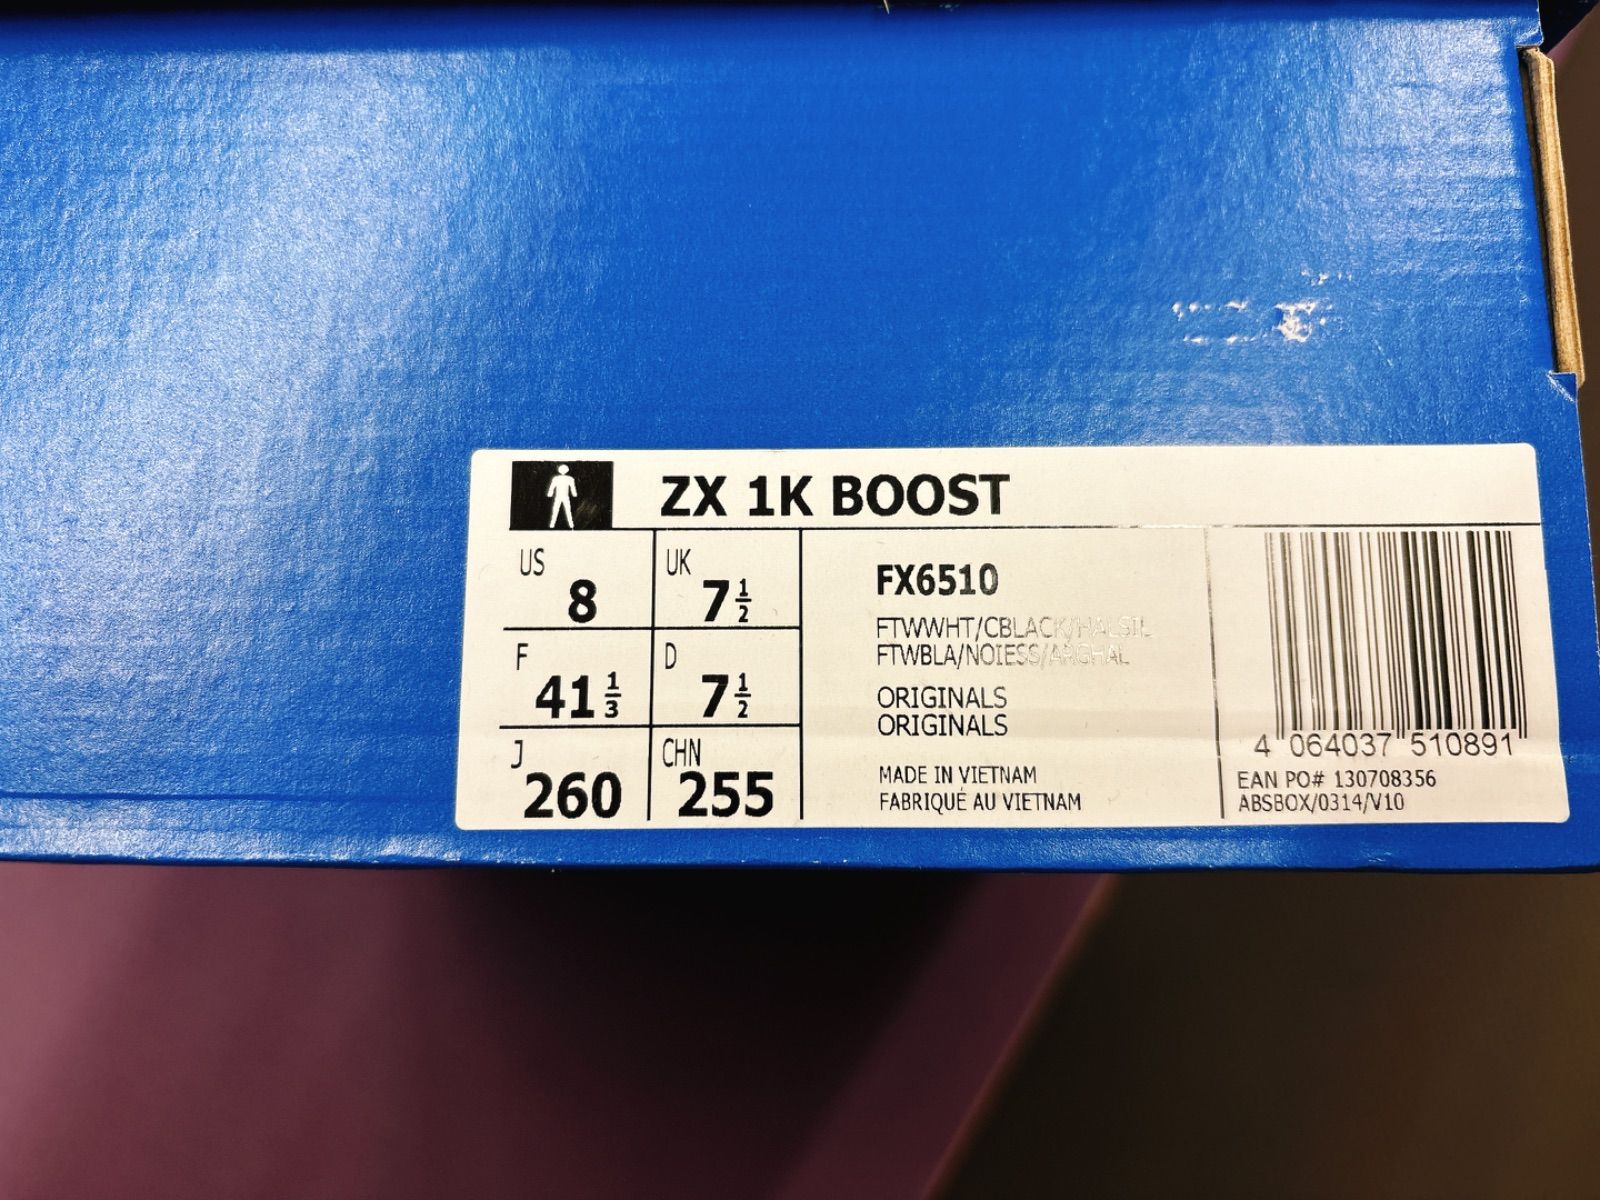 ZX 1K BOOST
US 8
UK 7 1/2
F 41 1/3
D 7 1/2
J 260
CHN 255
FX6510
FTWWHT/CBLACK/HALSIL
FTWBLA/NOIESS/ARGHAL
ORIGINALS
ORIGINALS
MADE IN VIETNAM
FABRIQUÉ AU VIETNAM
4 064037 510891
EAN PO# 130708356
ABSBOX/0314/V10